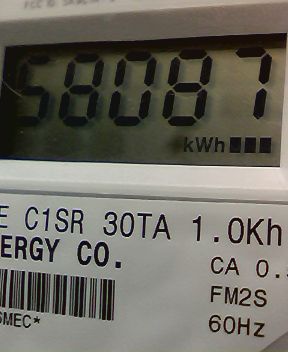 58087
kWh
E C1SR 30TA 1.0Kh
ERGY CO.
CA 0.
FM2S
SMEC*
60Hz